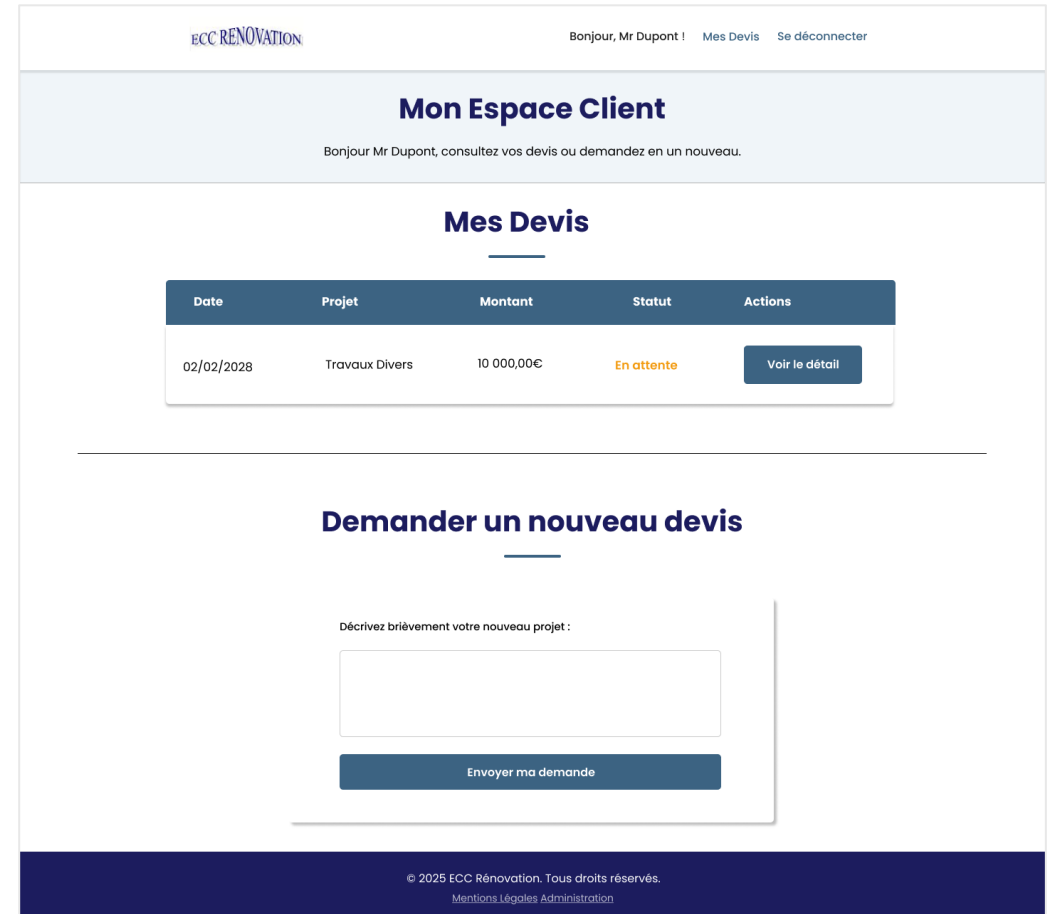 ECC RENOVATION
Bonjour, Mr Dupont ! Mes Devis Se déconnecter
Mon Espace Client
Bonjour Mr Dupont, consultez vos devis ou demandez en un nouveau.
Mes Devis
Date Projet Montant Statut Actions
02/02/2028 Travaux Divers 10 000,00€ En attente Voir le détail
Demander un nouveau devis
Décrivez brièvement votre nouveau projet :
Envoyer ma demande
© 2025 ECC Rénovation. Tous droits réservés.
Mentions Légales Administration